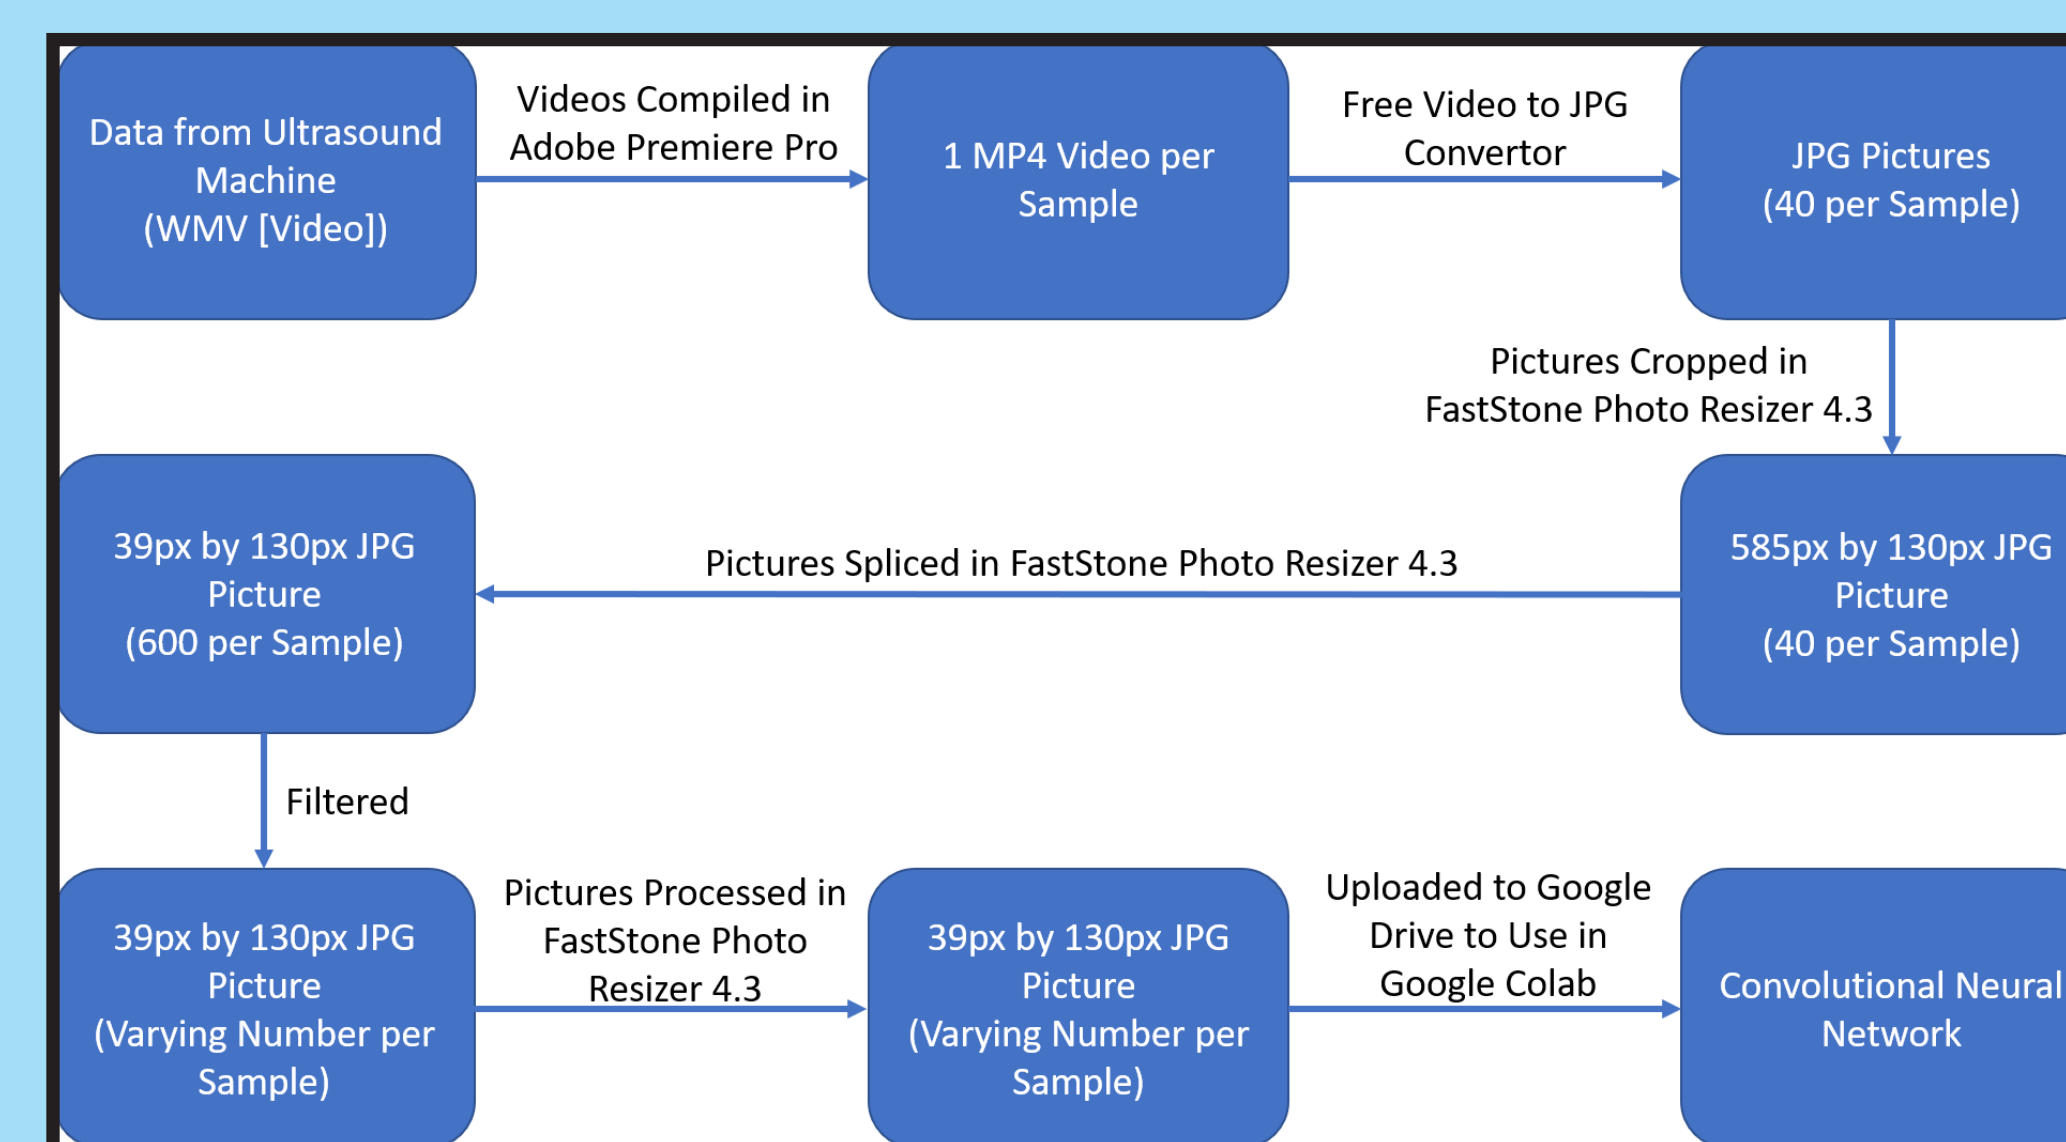 Data from Ultrasound
Machine
(WMV [Video])
Videos Compiled in
Adobe Premiere Pro
1 MP4 Video per
Sample
Free Video to JPG
Convertor
JPG Pictures
(40 per Sample)
Pictures Cropped in
FastStone Photo Resizer 4.3
585px by 130px JPG
Picture
(40 per Sample)
Pictures Spliced in FastStone Photo Resizer 4.3
39px by 130px JPG
Picture
(600 per Sample)
Filtered
39px by 130px JPG
Picture
(Varying Number per
Sample)
Pictures Processed in
FastStone Photo
Resizer 4.3
39px by 130px JPG
Picture
(Varying Number per
Sample)
Uploaded to Google
Drive to Use in
Google Colab
Convolutional Neural
Network